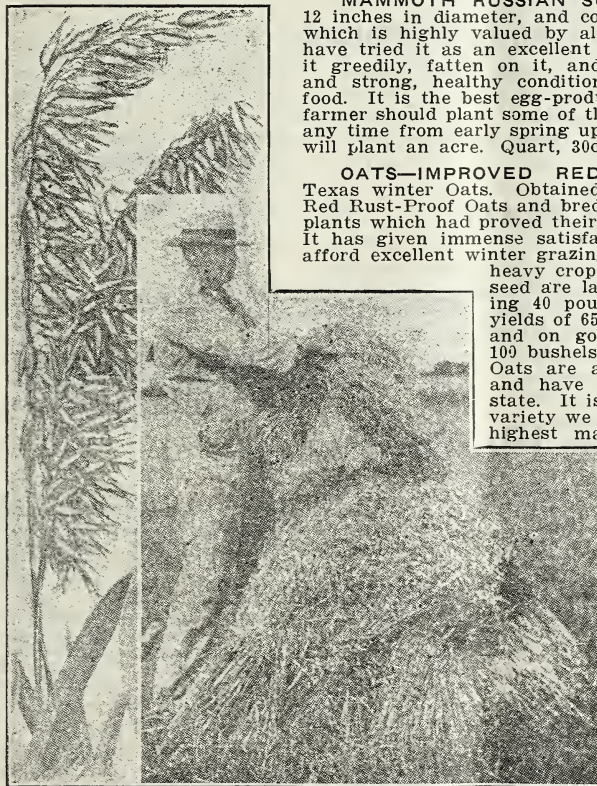 MAMMOTH RUSSIAN
12 inches in diameter, and co
which is highly valued by al
have tried it as an excellent
it greedily, fatten on it, and
and strong, healthy condition
food. It is the best egg-produ
farmer should plant some of th
any time from early spring up
will plant an acre. Quart, 30c
OATS—IMPROVED RED
Texas winter Oats. Obtained
Red Rust-Proof Oats and bred
plants which had proved their
It has given immense satisfa
afford excellent winter grazing
heavy crop
seed are la
ing 40 pou
yields of 65
and on go
100 bushels
Oats are a
and have
state. It is
variety we
highest ma